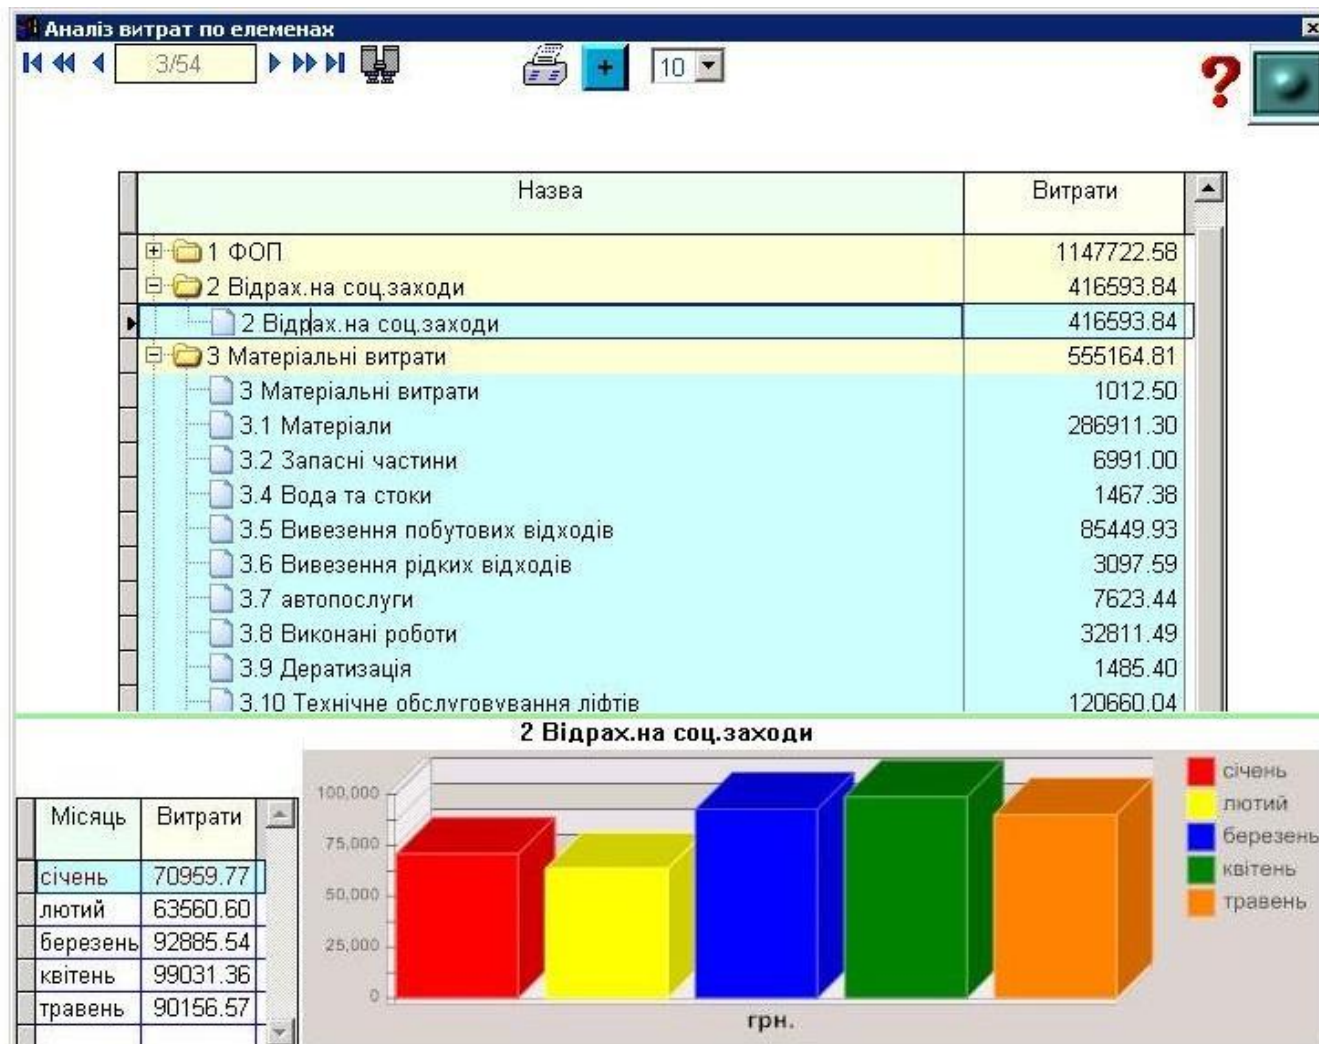 Аналіз витрат по елеменах
3/54
10
?
Назва Витрати
1 ФОП 1147722.58
2 Відрах.на соц.заходи 416593.84
2 Відрах.на соц.заходи 416593.84
3 Матеріальні витрати 555164.81
3 Матеріальні витрати 1012.50
3.1 Матеріали 286911.30
3.2 Запасні частини 6991.00
3.4 Вода та стоки 1467.38
3.5 Вивезення побутових відходів 85449.93
3.6 Вивезення рідких відходів 3097.59
3.7 автопослуги 7623.44
3.8 Виконані роботи 32811.49
3.9 Дератизація 1485.40
3.10 Технічне обслуговування ліфтів 120660.04
2 Відрах.на соц.заходи
Місяць Витрати
січень 70959.77
лютий 63560.60
березень 92885.54
квітень 99031.36
травень 90156.57
100,000
75,000
50,000
25,000
0
грн.
січень
лютий
березень
квітень
травень